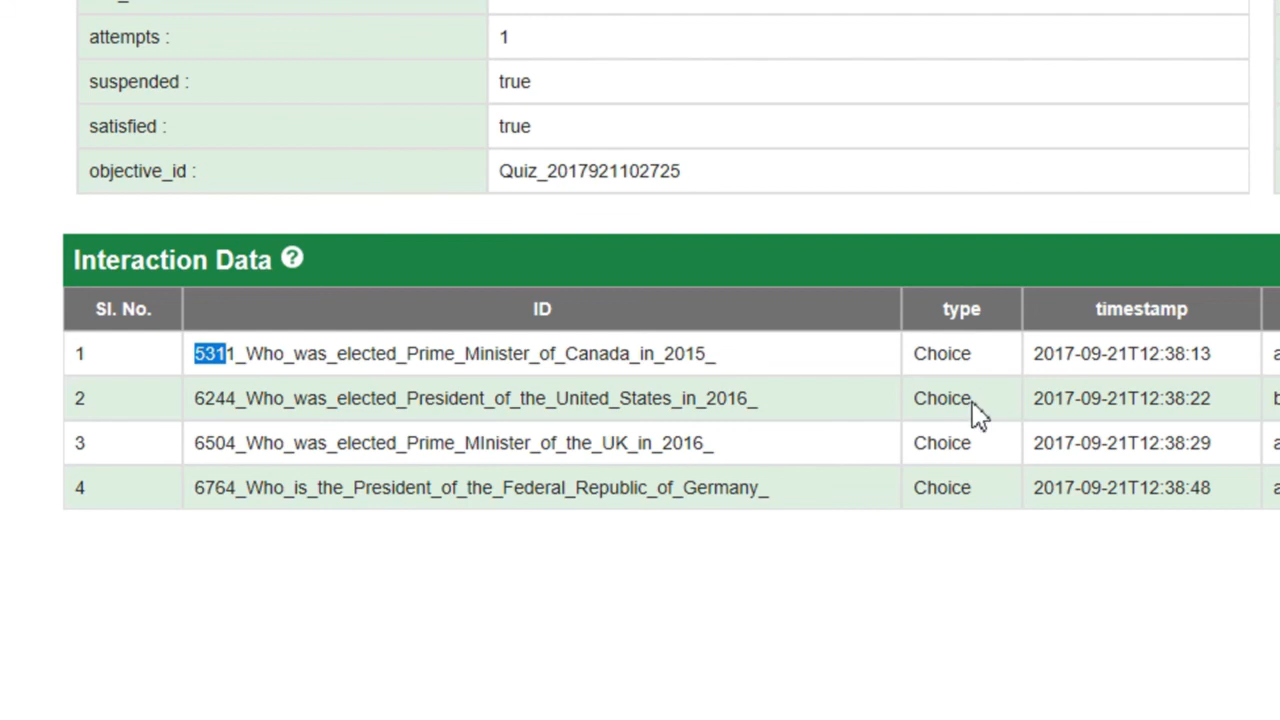 attempts : 1
suspended : true
satisfied : true
objective_id : Quiz_2017921102725
Interaction Data ?
Sl. No. ID type timestamp
1 5311_Who_was_elected_Prime_Minister_of_Canada_in_2015_ Choice 2017-09-21T12:38:13
2 6244_Who_was_elected_President_of_the_United_States_in_2016_ Choice 2017-09-21T12:38:22
3 6504_Who_was_elected_Prime_MInister_of_the_UK_in_2016_ Choice 2017-09-21T12:38:29
4 6764_Who_is_the_President_of_the_Federal_Republic_of_Germany_ Choice 2017-09-21T12:38:48